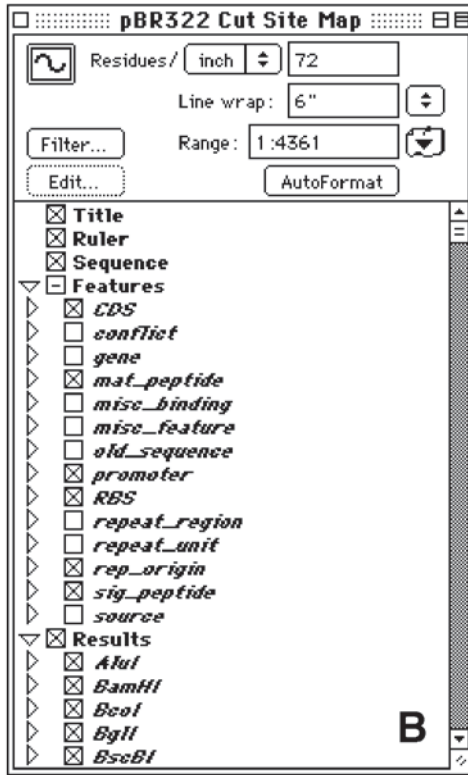 pBR322 Cut Site Map
Residues/ inch 72
Line wrap: 6"
Filter... Range: 1:4361
Edit... AutoFormat
Title
Ruler
Sequence
Features
CDS
conflict
gene
mat_peptide
misc_binding
misc_feature
old_sequence
promoter
RBS
repeat_region
repeat_unit
rep_origin
sig_peptide
source
Results
AluI
BamHI
BcoI
BglI
BscBI
B